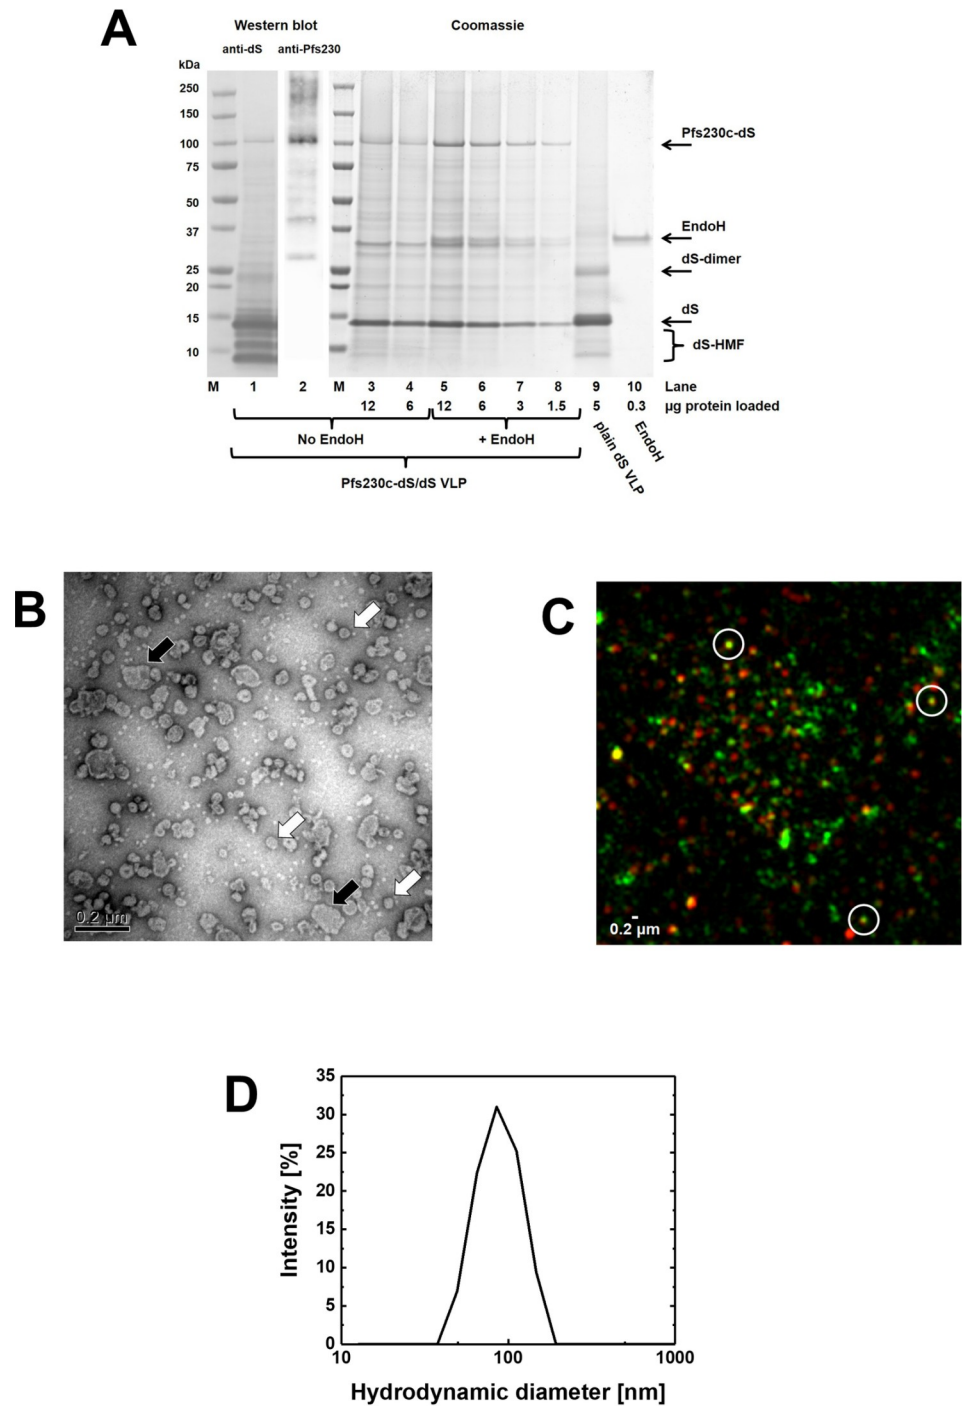 A
Western blot
Coomassie
anti-dS
anti-Pfs230
kDa
250
150
100
75
50
37
25
20
15
10
Pfs230c-dS
EndoH
dS-dimer
dS
dS-HMF
M 1 2 M 3 4 5 6 7 8 9 10 Lane
12 6 12 6 3 1.5 5 0.3 µg protein loaded
No EndoH
+ EndoH
plain dS VLP
EndoH
Pfs230c-dS/dS VLP
B
0.2 µm
C
0.2 µm
D
35
30
25
20
15
10
5
0
Intensity [%]
10 100 1000
Hydrodynamic diameter [nm]